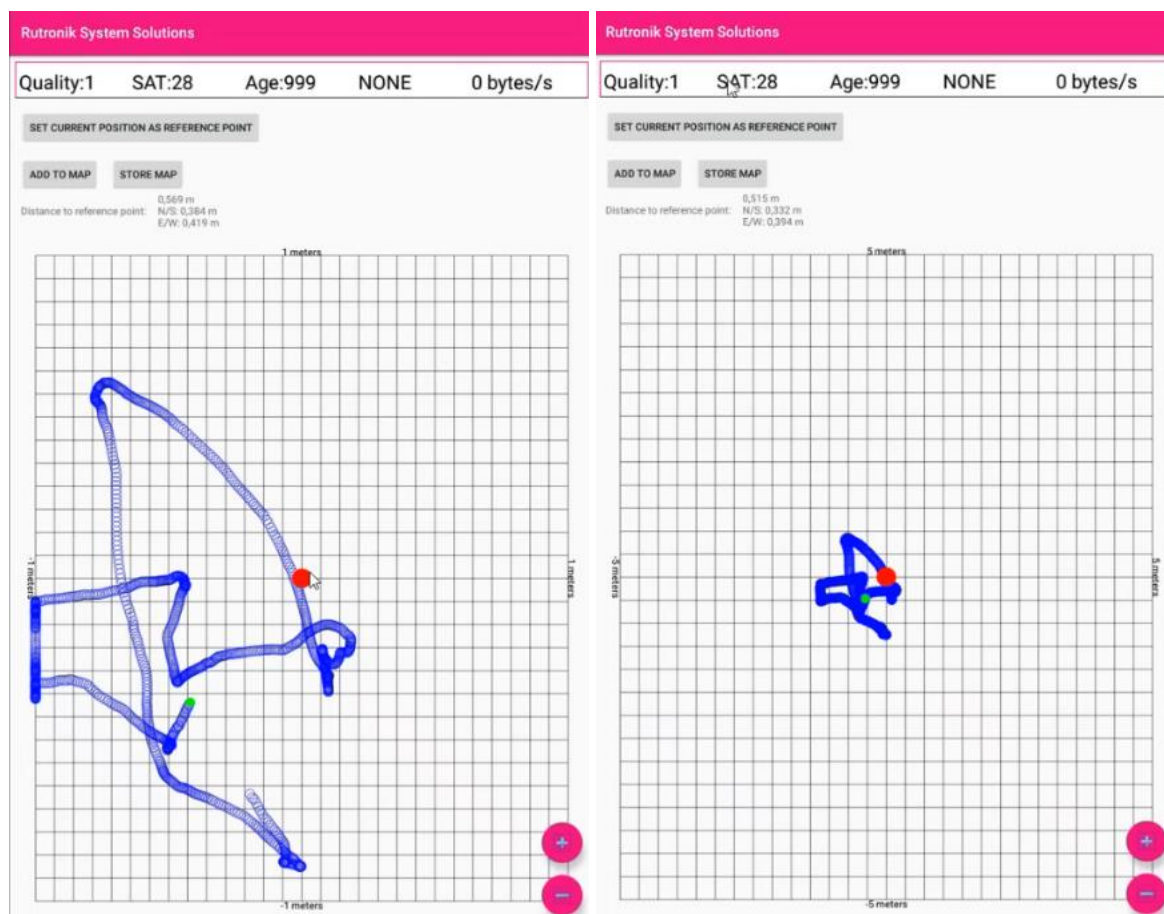 Rutronik System Solutions
Quality:1 SAT:28 Age:999 NONE 0 bytes/s
SET CURRENT POSITION AS REFERENCE POINT
ADD TO MAP STORE MAP
0,569 m
Distance to reference point: N/S: 0,384 m
E/W: 0,419 m
1 meters
-1 meters
1 meters
-1 meters
+
−
Rutronik System Solutions
Quality:1 SAT:28 Age:999 NONE 0 bytes/s
SET CURRENT POSITION AS REFERENCE POINT
ADD TO MAP STORE MAP
0,515 m
Distance to reference point: N/S: 0,332 m
E/W: 0,394 m
5 meters
-5 meters
5 meters
-5 meters
+
−